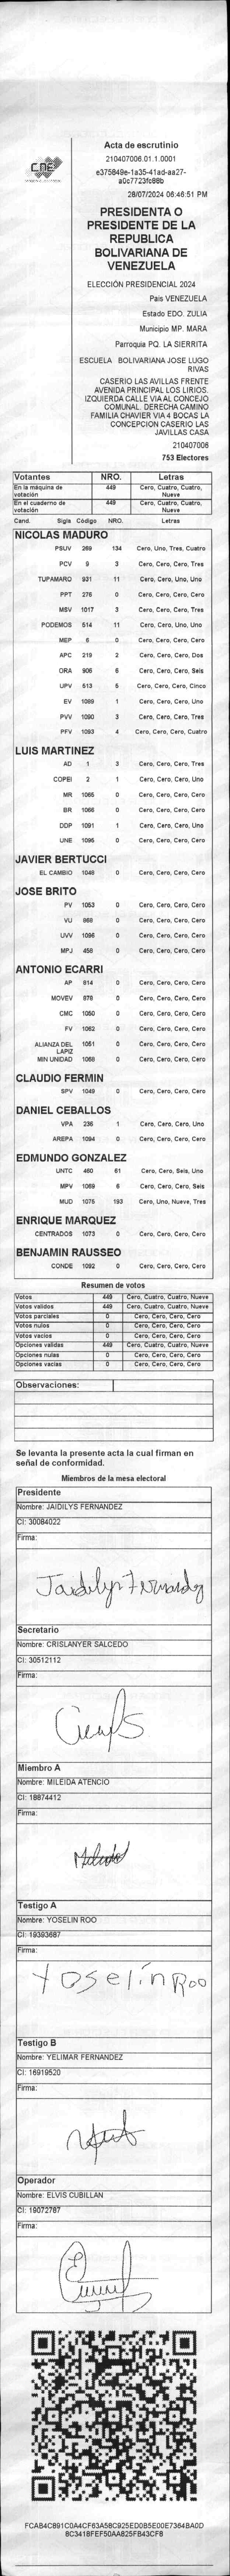 Acta de escrutinio
210407006.01.1.0001
e375849e-1a35-41ad-aa27-
a0c7723fc86b
28/07/2024 06:46:51 PM
CNE
PRESIDENTA O
PRESIDENTE DE LA
REPUBLICA
BOLIVARIANA DE
VENEZUELA
ELECCIÓN PRESIDENCIAL 2024
País VENEZUELA
Estado EDO. ZULIA
Municipio MP. MARA
Parroquia PQ. LA SIERRITA
ESCUELA BOLIVARIANA JOSE LUGO
RIVAS
CASERIO LAS AVILLAS FRENTE
AVENIDA PRINCIPAL LOS LIRIOS.
IZQUIERDA CALLE VIA AL CONCEJO
COMUNAL. DERECHA CAMINO
FAMILIA CHAVIER VIA 4 BOCAS LA
CONCEPCION CASERIO LAS
JAVILLAS CASA
210407006
753 Electores
Votantes NRO. Letras
En la máquina de votación 449 Cero, Cuatro, Cuatro, Nueve
En el cuaderno de votación 449 Cero, Cuatro, Cuatro, Nueve
Cand. Sigla Código NRO. Letras
NICOLAS MADURO
PSUV 269 134 Cero, Uno, Tres, Cuatro
PCV 9 3 Cero, Cero, Cero, Tres
TUPAMARO 931 11 Cero, Cero, Uno, Uno
PPT 276 0 Cero, Cero, Cero, Cero
MSV 1017 3 Cero, Cero, Cero, Tres
PODEMOS 514 11 Cero, Cero, Uno, Uno
MEP 6 0 Cero, Cero, Cero, Cero
APC 219 2 Cero, Cero, Cero, Dos
ORA 906 6 Cero, Cero, Cero, Seis
UPV 513 5 Cero, Cero, Cero, Cinco
EV 1089 1 Cero, Cero, Cero, Uno
PVV 1090 3 Cero, Cero, Cero, Tres
PFV 1093 4 Cero, Cero, Cero, Cuatro
LUIS MARTINEZ
AD 1 3 Cero, Cero, Cero, Tres
COPEI 2 1 Cero, Cero, Cero, Uno
MR 1065 0 Cero, Cero, Cero, Cero
BR 1066 0 Cero, Cero, Cero, Cero
DDP 1091 1 Cero, Cero, Cero, Uno
UNE 1095 0 Cero, Cero, Cero, Cero
JAVIER BERTUCCI
EL CAMBIO 1048 0 Cero, Cero, Cero, Cero
JOSE BRITO
PV 1053 0 Cero, Cero, Cero, Cero
VU 868 0 Cero, Cero, Cero, Cero
UVV 1096 0 Cero, Cero, Cero, Cero
MPJ 458 0 Cero, Cero, Cero, Cero
ANTONIO ECARRI
AP 814 0 Cero, Cero, Cero, Cero
MOVEV 878 0 Cero, Cero, Cero, Cero
CMC 1050 0 Cero, Cero, Cero, Cero
FV 1062 0 Cero, Cero, Cero, Cero
ALIANZA DEL LAPIZ 1051 0 Cero, Cero, Cero, Cero
MIN UNIDAD 1068 0 Cero, Cero, Cero, Cero
CLAUDIO FERMIN
SPV 1049 0 Cero, Cero, Cero, Cero
DANIEL CEBALLOS
VPA 236 1 Cero, Cero, Cero, Uno
AREPA 1094 0 Cero, Cero, Cero, Cero
EDMUNDO GONZALEZ
UNTC 460 61 Cero, Cero, Seis, Uno
MPV 1069 6 Cero, Cero, Cero, Seis
MUD 1075 193 Cero, Uno, Nueve, Tres
ENRIQUE MARQUEZ
CENTRADOS 1073 0 Cero, Cero, Cero, Cero
BENJAMIN RAUSSEO
CONDE 1092 0 Cero, Cero, Cero, Cero
Resumen de votos
Votos 449 Cero, Cuatro, Cuatro, Nueve
Votos validos 449 Cero, Cuatro, Cuatro, Nueve
Votos parciales 0 Cero, Cero, Cero, Cero
Votos nulos 0 Cero, Cero, Cero, Cero
Votos vacios 0 Cero, Cero, Cero, Cero
Opciones validas 449 Cero, Cuatro, Cuatro, Nueve
Opciones nulas 0 Cero, Cero, Cero, Cero
Opciones vacias 0 Cero, Cero, Cero, Cero
Observaciones:
Se levanta la presente acta la cual firman en
señal de conformidad.
Miembros de la mesa electoral
Presidente
Nombre: JAIDILYS FERNANDEZ
CI: 30084022
Firma:
Jaidilys Fernandez
Secretario
Nombre: CRISLANYER SALCEDO
CI: 30512112
Firma:
Miembro A
Nombre: MILEIDA ATENCIO
CI: 18874412
Firma:
Testigo A
Nombre: YOSELIN ROO
CI: 19393687
Firma:
Yoselin Roo
Testigo B
Nombre: YELIMAR FERNANDEZ
CI: 16919520
Firma:
Operador
Nombre: ELVIS CUBILLAN
CI: 19072787
Firma:
FCAB4C891C0A4CF63A58C925ED0B5E00E7364BA0D
8C341BFEF50AA825FB43CF8